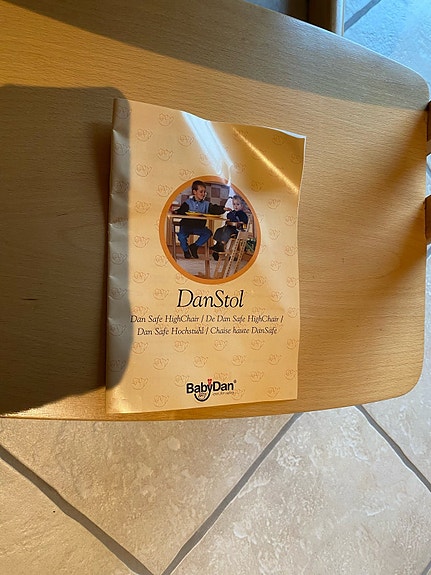 DanStol
Dan Safe HighChair / De Dan Safe HighChair /
Dan Safe Hochstuhl / Chaise haute DanSafe
BabyDan®